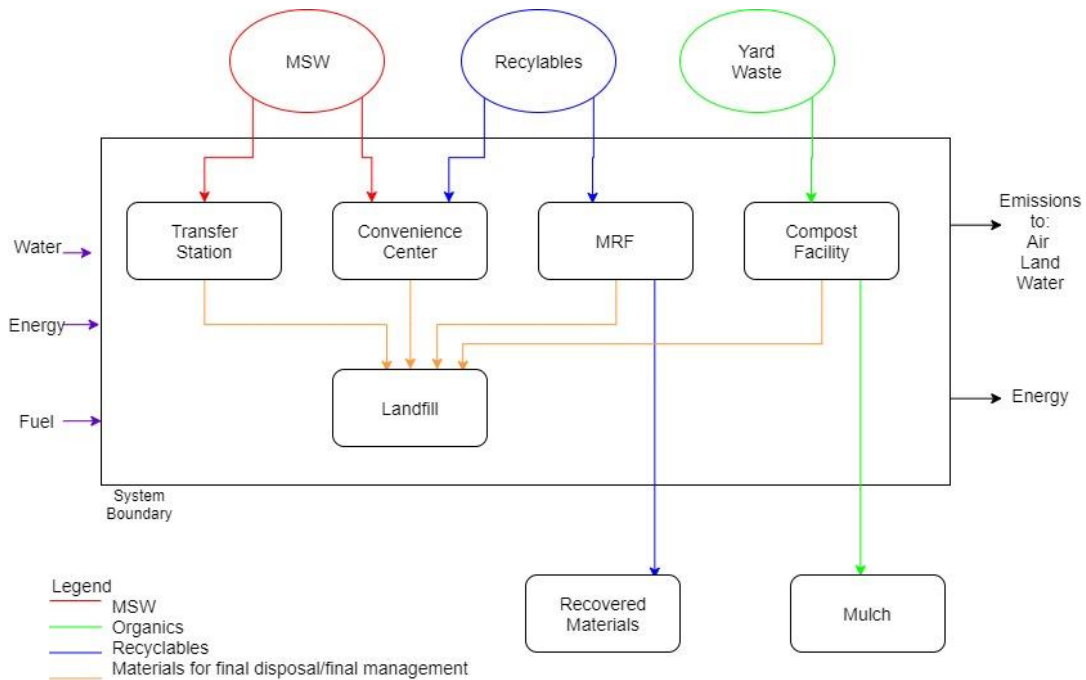 MSW
Recylables
Yard
Waste
Transfer
Station
Convenience
Center
MRF
Compost
Facility
Water
Energy
Fuel
Emissions
to:
Air
Land
Water
Energy
Landfill
System
Boundary
Recovered
Materials
Mulch
Legend
MSW
Organics
Recyclables
Materials for final disposal/final management